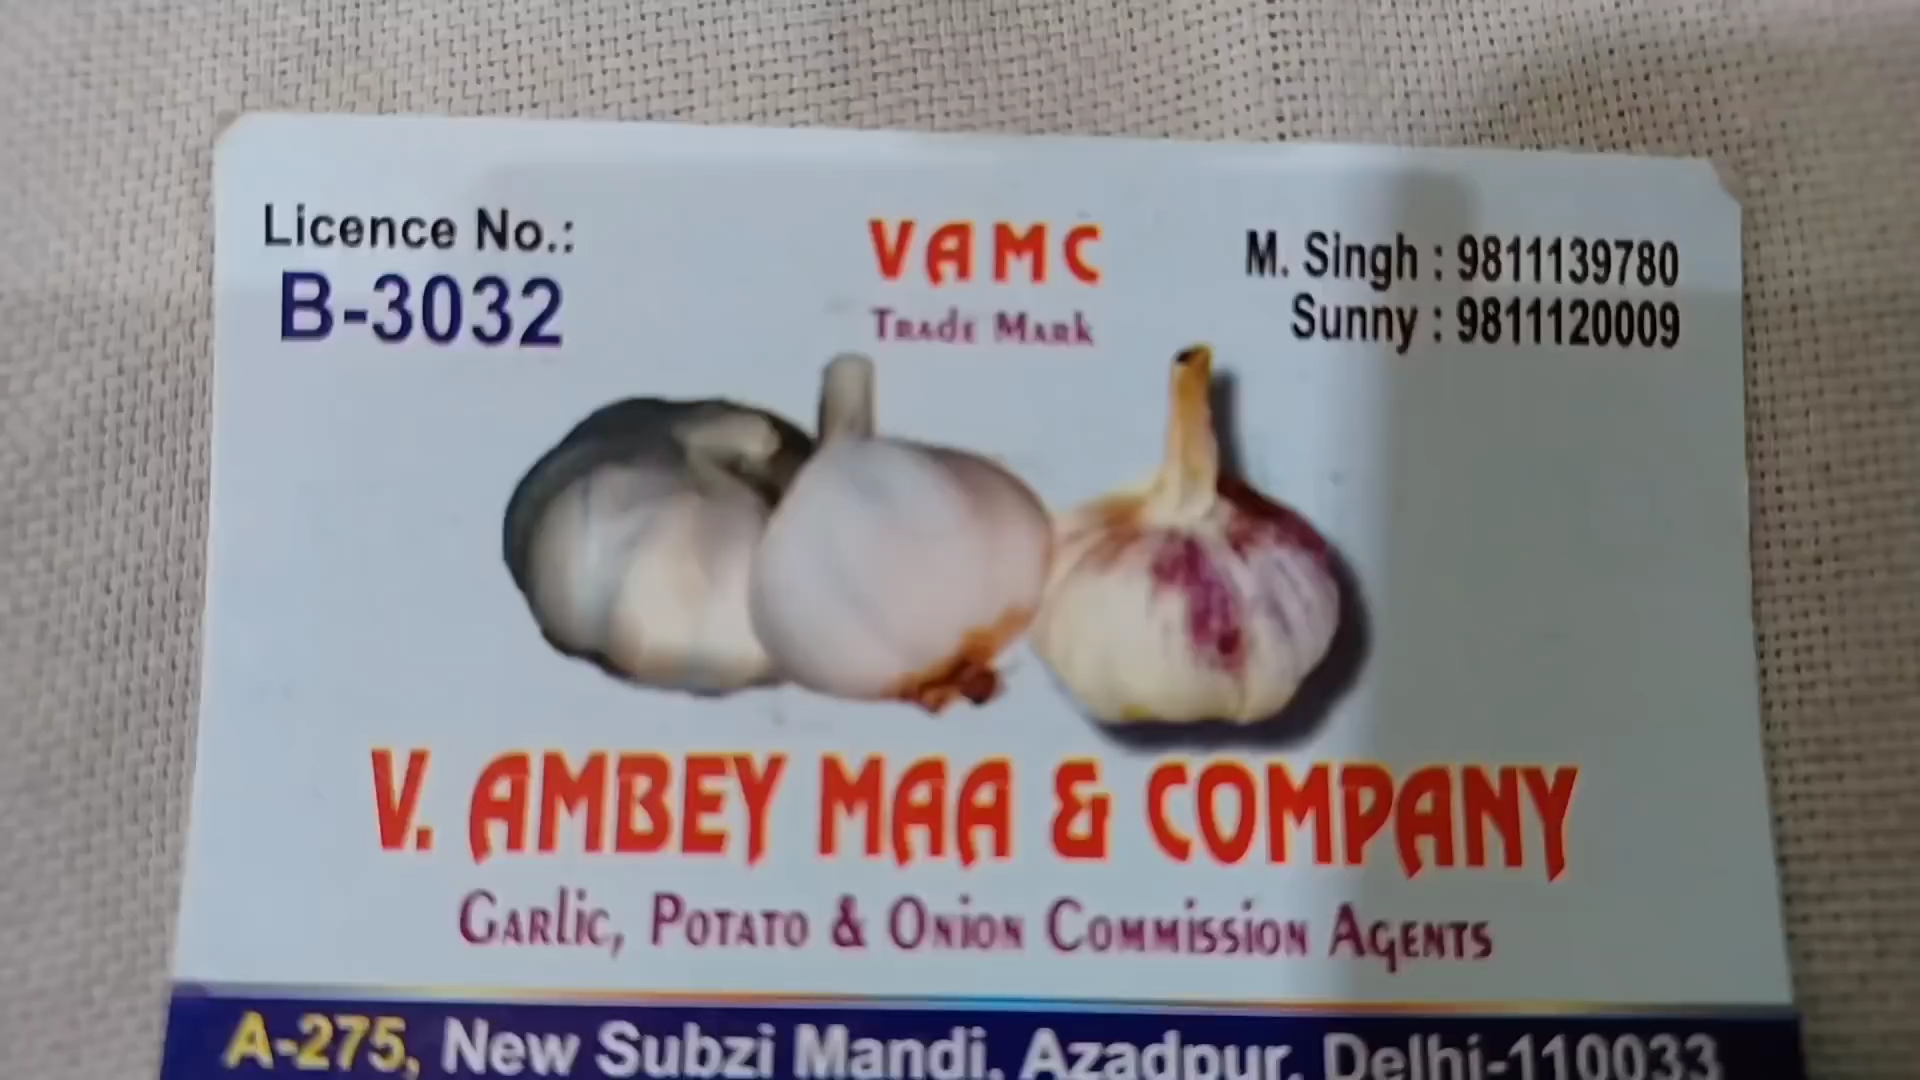 Licence No.:
B-3032
VAMC
Trade Mark
M. Singh : 9811139780
Sunny : 9811120009
V. AMBEY MAA & COMPANY
Garlic, Potato & Onion Commission Agents
A-275, New Subzi Mandi, Azadpur, Delhi-110033